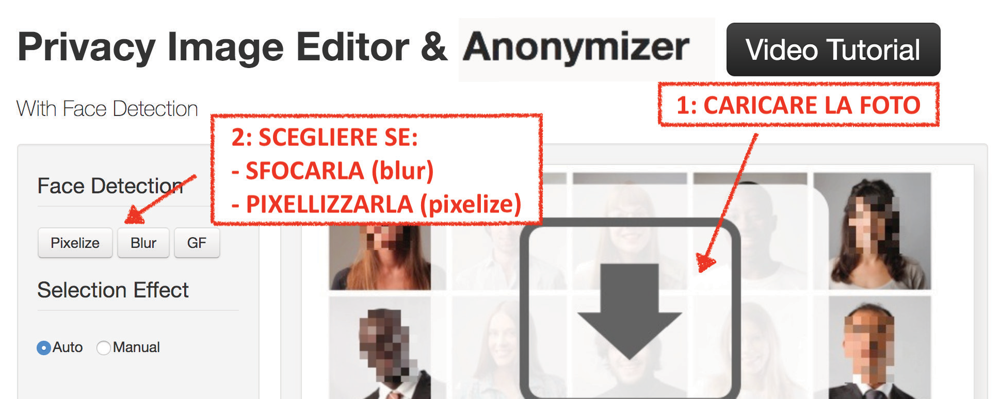 Privacy Image Editor & Anonymizer
Video Tutorial
With Face Detection
1: CARICARE LA FOTO
2: SCEGLIERE SE:
- SFOCARLA (blur)
- PIXELLIZZARLA (pixelize)
Face Detection
Pixelize
Blur
GF
Selection Effect
Auto
Manual